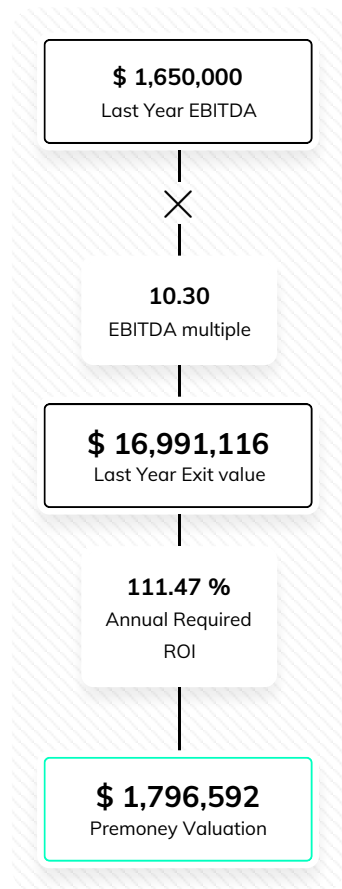 $ 1,650,000
Last Year EBITDA
10.30
EBITDA multiple
$ 16,991,116
Last Year Exit value
111.47 %
Annual Required
ROI
$ 1,796,592
Premoney Valuation